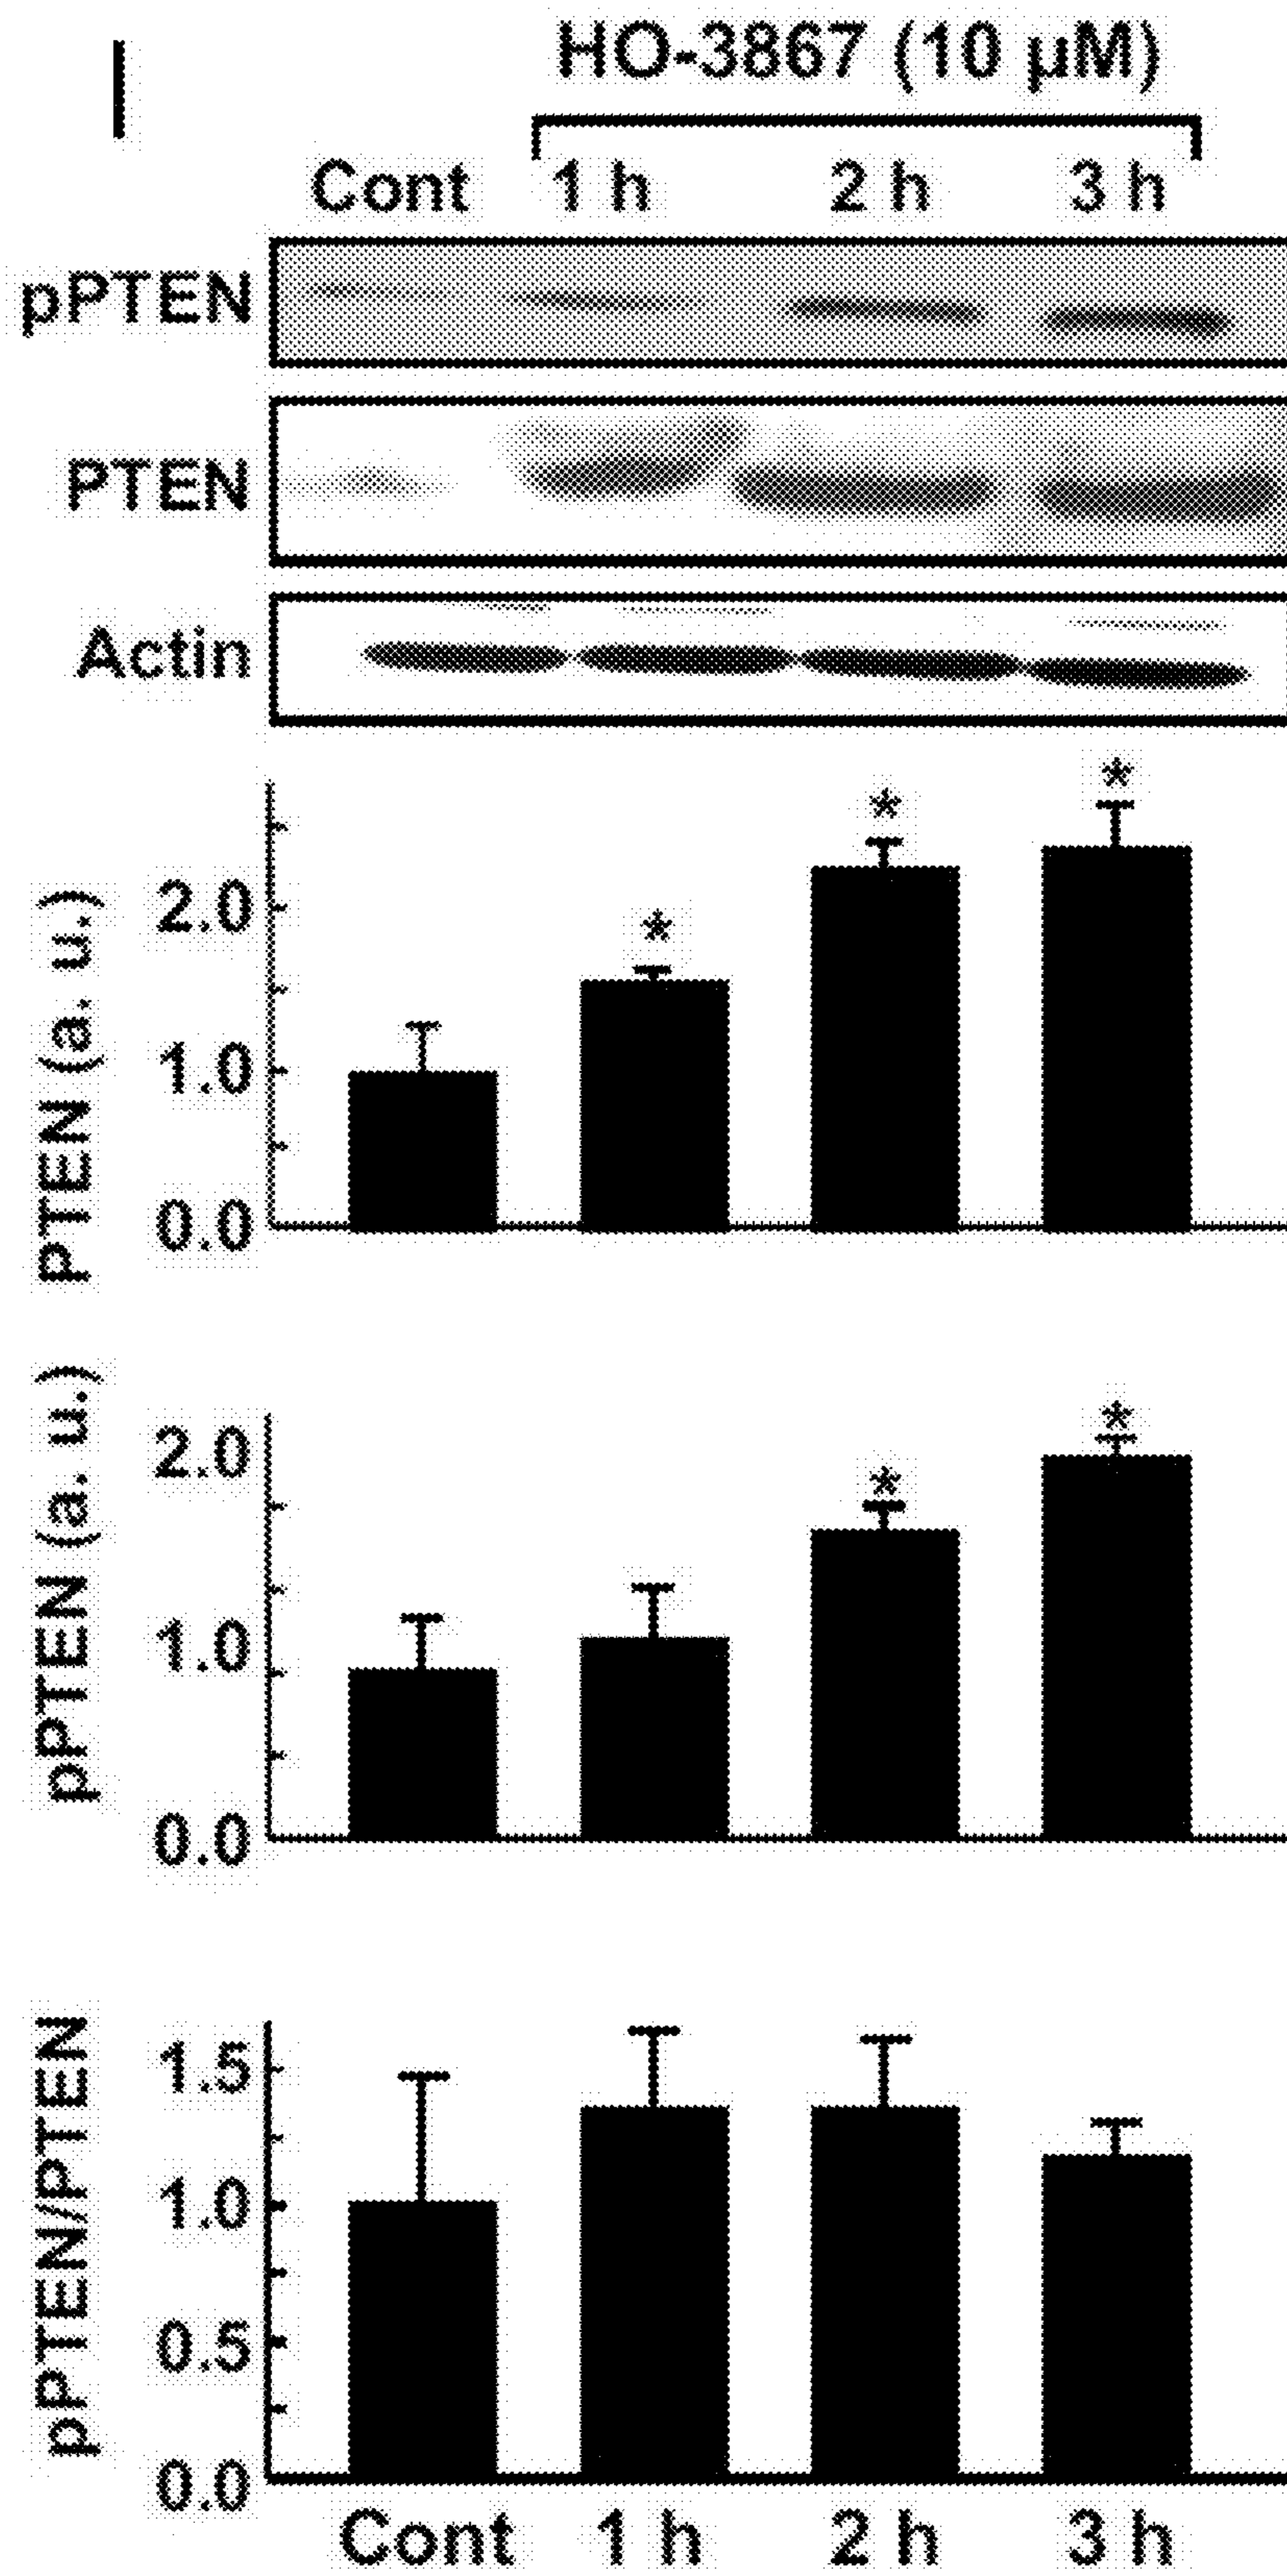 I
HO-3867 (10 µM)
Cont 1 h 2 h 3 h
pPTEN
PTEN
Actin
PTEN (a. u.)
2.0
1.0
0.0
* * *
pPTEN (a. u.)
2.0
1.0
0.0
* *
pPTEN/PTEN
1.5
1.0
0.5
0.0
Cont 1 h 2 h 3 h